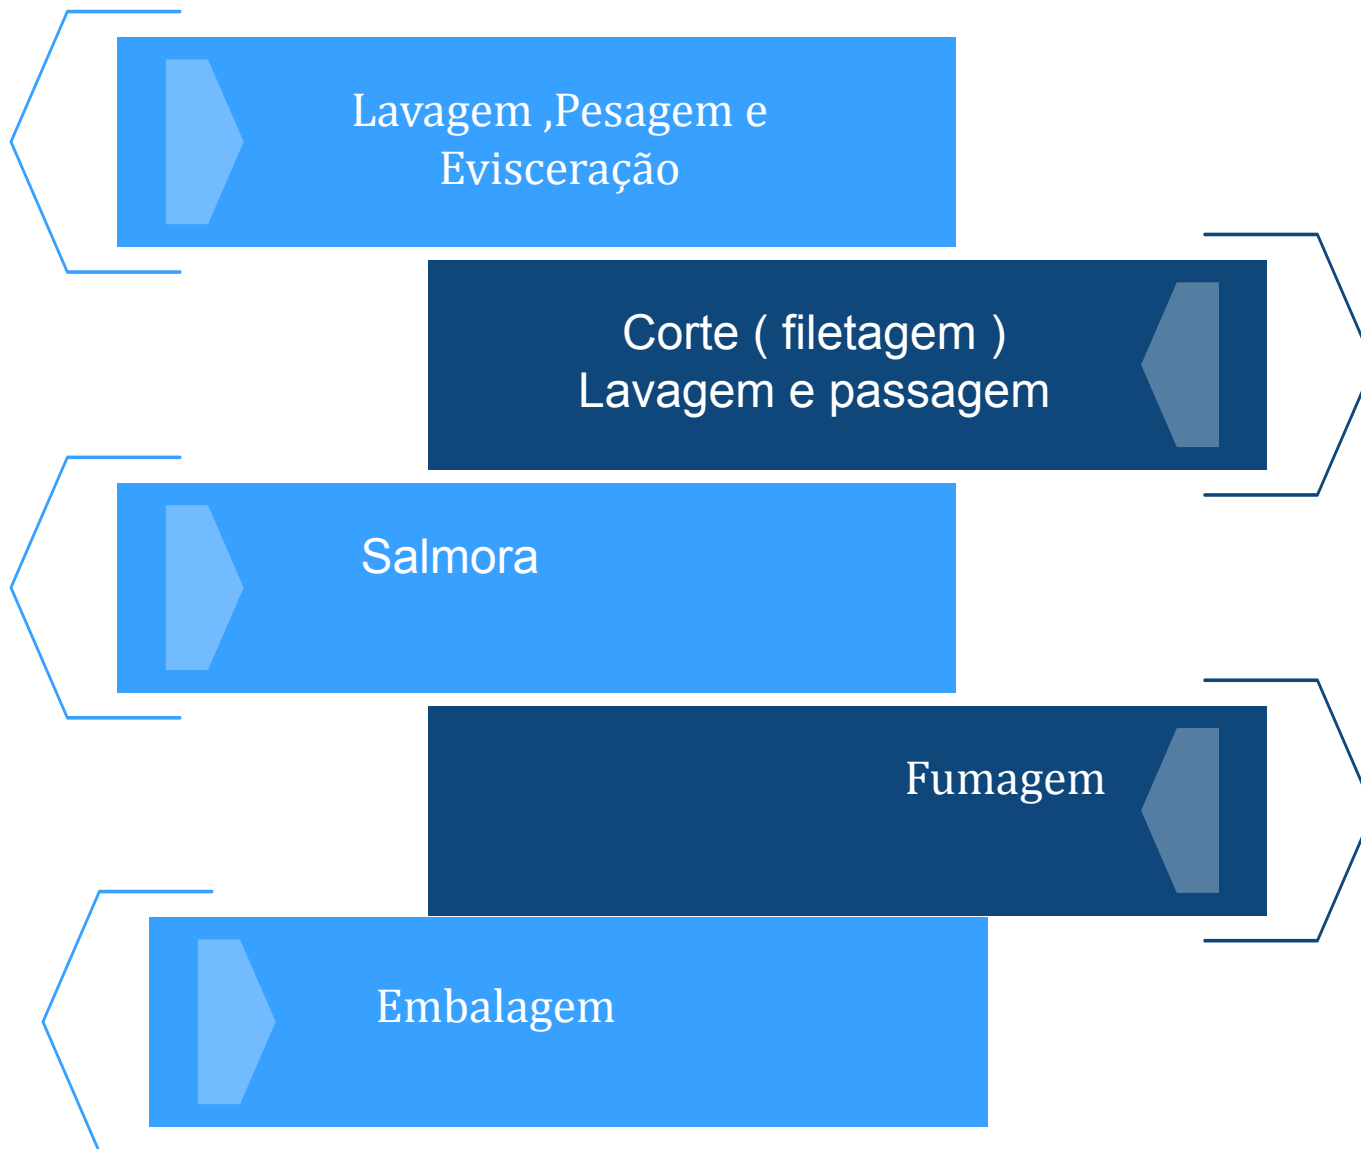 Lavagem ,Pesagem e
Evisceração
Corte ( filetagem )
Lavagem e passagem
Salmora
Fumagem
Embalagem